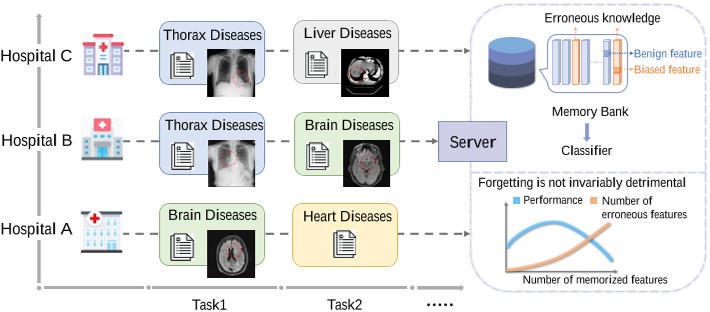 Hospital C
Thorax Diseases
Liver Diseases
Hospital B
Thorax Diseases
Brain Diseases
Hospital A
Brain Diseases
Heart Diseases
Task1
Task2
.....
Server
Erroneous knowledge
Benign feature
Biased feature
Memory Bank
Classifier
Forgetting is not invariably detrimental
Performance
Number of
erroneous features
Number of memorized features